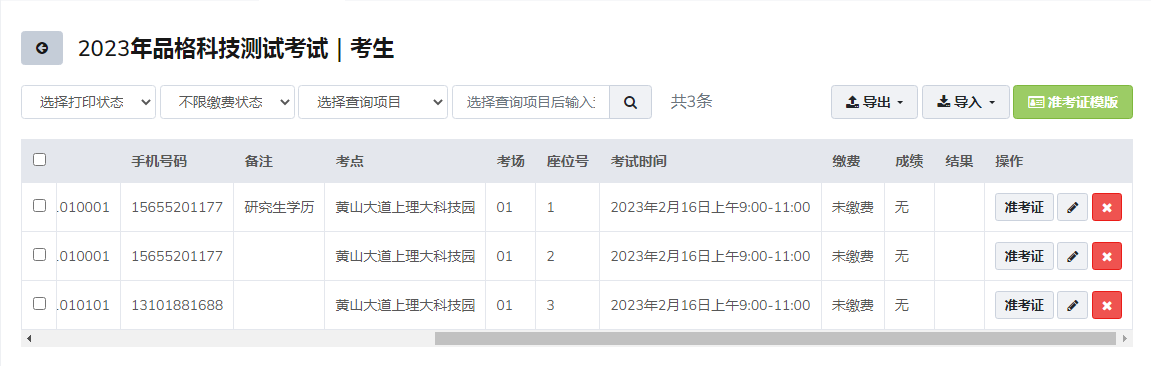 2023年品格科技测试考试 | 考生
选择打印状态 不限缴费状态 选择查询项目 选择查询项目后输入 共3条 导出 导入 准考证模版
手机号码 备注 考点 考场 座位号 考试时间 缴费 成绩 结果 操作
010001 15655201177 研究生学历 黄山大道上理大科技园 01 1 2023年2月16日上午9:00-11:00 未缴费 无 准考证
010001 15655201177 黄山大道上理大科技园 01 2 2023年2月16日上午9:00-11:00 未缴费 无 准考证
010101 13101881688 黄山大道上理大科技园 01 3 2023年2月16日上午9:00-11:00 未缴费 无 准考证